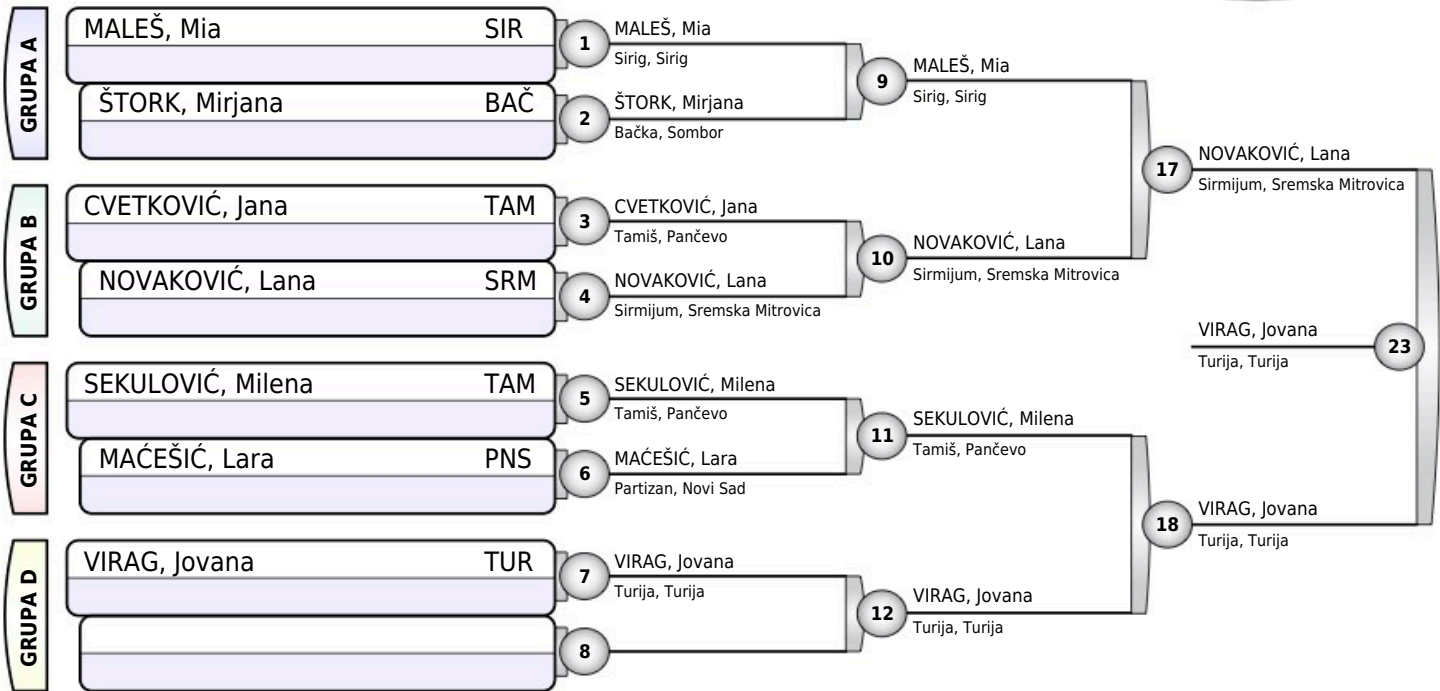 GRUPA A
MALEŠ, Mia SIR
ŠTORK, Mirjana BAČ
1
MALEŠ, Mia
Sirig, Sirig
2
ŠTORK, Mirjana
Bačka, Sombor
9
MALEŠ, Mia
Sirig, Sirig
GRUPA B
CVETKOVIĆ, Jana TAM
NOVAKOVIĆ, Lana SRM
3
CVETKOVIĆ, Jana
Tamiš, Pančevo
4
NOVAKOVIĆ, Lana
Sirmijum, Sremska Mitrovica
10
NOVAKOVIĆ, Lana
Sirmijum, Sremska Mitrovica
17
NOVAKOVIĆ, Lana
Sirmijum, Sremska Mitrovica
GRUPA C
SEKULOVIĆ, Milena TAM
MAĆEŠIĆ, Lara PNS
5
SEKULOVIĆ, Milena
Tamiš, Pančevo
6
MAĆEŠIĆ, Lara
Partizan, Novi Sad
11
SEKULOVIĆ, Milena
Tamiš, Pančevo
GRUPA D
VIRAG, Jovana TUR
7
VIRAG, Jovana
Turija, Turija
8
12
VIRAG, Jovana
Turija, Turija
18
VIRAG, Jovana
Turija, Turija
VIRAG, Jovana
Turija, Turija
23